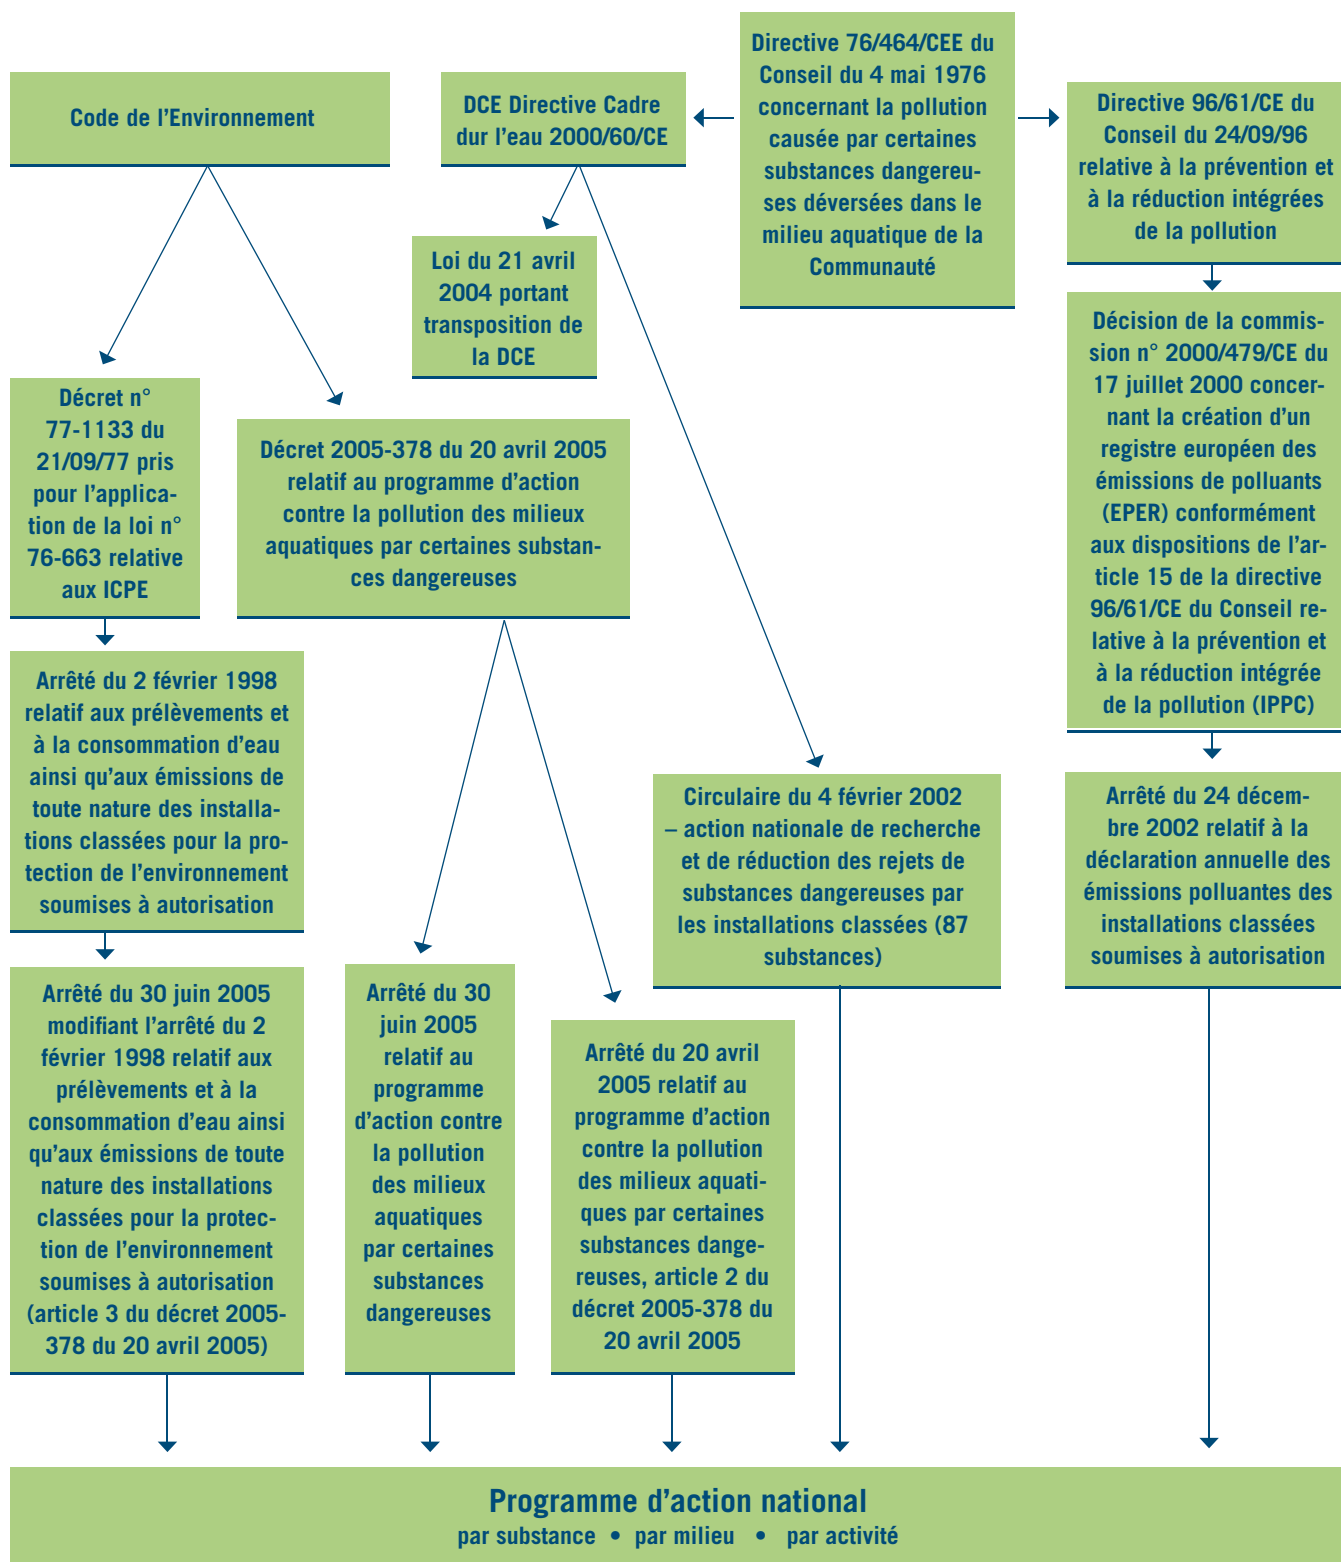 Code de l'Environnement
DCE Directive Cadre
dur l'eau 2000/60/CE
Directive 76/464/CEE du
Conseil du 4 mai 1976
concernant la pollution
causée par certaines
substances dangereu-
ses déversées dans le
milieu aquatique de la
Communauté
Directive 96/61/CE du
Conseil du 24/09/96
relative à la prévention et
à la réduction intégrées
de la pollution
Loi du 21 avril
2004 portant
transposition de
la DCE
Décision de la commis-
sion n° 2000/479/CE du
17 juillet 2000 concer-
nant la création d'un
registre européen des
émissions de polluants
(EPER) conformément
aux dispositions de l'ar-
ticle 15 de la directive
96/61/CE du Conseil re-
lative à la prévention et
à la réduction intégrée
de la pollution (IPPC)
Décret n°
77-1133 du
21/09/77 pris
pour l'applica-
tion de la loi n°
76-663 relative
aux ICPE
Décret 2005-378 du 20 avril 2005
relatif au programme d'action
contre la pollution des milieux
aquatiques par certaines substan-
ces dangereuses
Arrêté du 2 février 1998
relatif aux prélèvements et
à la consommation d'eau
ainsi qu'aux émissions de
toute nature des installa-
tions classées pour la pro-
tection de l'environnement
soumises à autorisation
Circulaire du 4 février 2002
– action nationale de recherche
et de réduction des rejets de
substances dangereuses par
les installations classées (87
substances)
Arrêté du 24 décem-
bre 2002 relatif à la
déclaration annuelle des
émissions polluantes des
installations classées
soumises à autorisation
Arrêté du 30 juin 2005
modifiant l'arrêté du 2
février 1998 relatif aux
prélèvements et à la
consommation d'eau ainsi
qu'aux émissions de toute
nature des installations
classées pour la protec-
tion de l'environnement
soumises à autorisation
(article 3 du décret 2005-
378 du 20 avril 2005)
Arrêté du 30
juin 2005
relatif au
programme
d'action contre
la pollution
des milieux
aquatiques
par certaines
substances
dangereuses
Arrêté du 20 avril
2005 relatif au
programme d'action
contre la pollution
des milieux aquati-
ques par certaines
substances dange-
reuses, article 2 du
décret 2005-378 du
20 avril 2005
Programme d'action national
par substance • par milieu • par activité